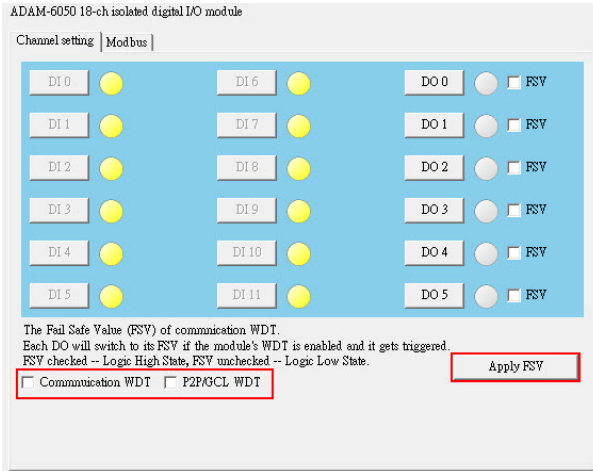 ADAM-6050 18-ch isolated digital I/O module
Channel setting Modbus
DI 0 DI 6 DO 0 FSV
DI 1 DI 7 DO 1 FSV
DI 2 DI 8 DO 2 FSV
DI 3 DI 9 DO 3 FSV
DI 4 DI 10 DO 4 FSV
DI 5 DI 11 DO 5 FSV
The Fail Safe Value (FSV) of commnication WDT.
Each DO will switch to its FSV if the module's WDT is enabled and it gets triggered.
FSV checked -- Logic High State, FSV unchecked -- Logic Low State.
Apply FSV
Commnuication WDT P2P/GCL WDT